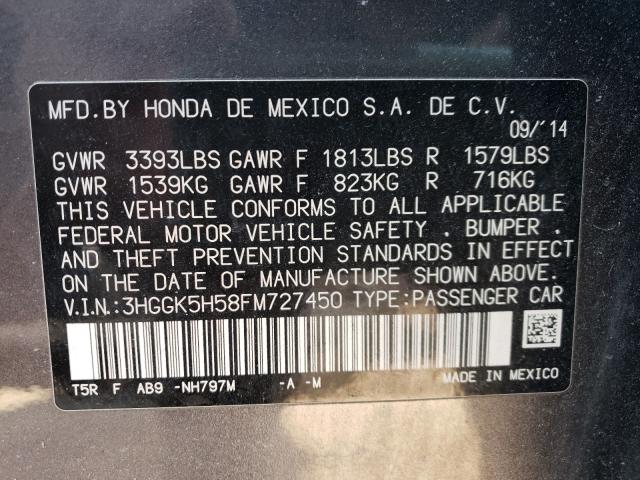 MFD.BY HONDA DE MEXICO S.A. DE C.V.
09/'14
GVWR 3393LBS GAWR F 1813LBS R 1579LBS
GVWR 1539KG GAWR F 823KG R 716KG
THIS VEHICLE CONFORMS TO ALL APPLICABLE
FEDERAL MOTOR VEHICLE SAFETY . BUMPER .
AND THEFT PREVENTION STANDARDS IN EFFECT
ON THE DATE OF MANUFACTURE SHOWN ABOVE.
V.I.N.:3HGGK5H58FM727450 TYPE:PASSENGER CAR
T5R F AB9 -NH797M -A -M
MADE IN MEXICO